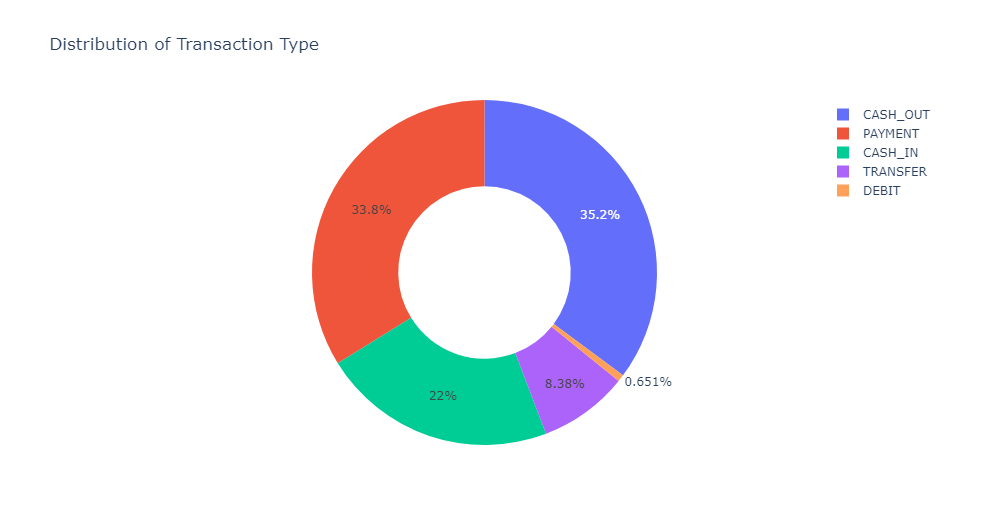 Distribution of Transaction Type
CASH_OUT
PAYMENT
CASH_IN
TRANSFER
DEBIT
33.8%
35.2%
0.651%
8.38%
22%